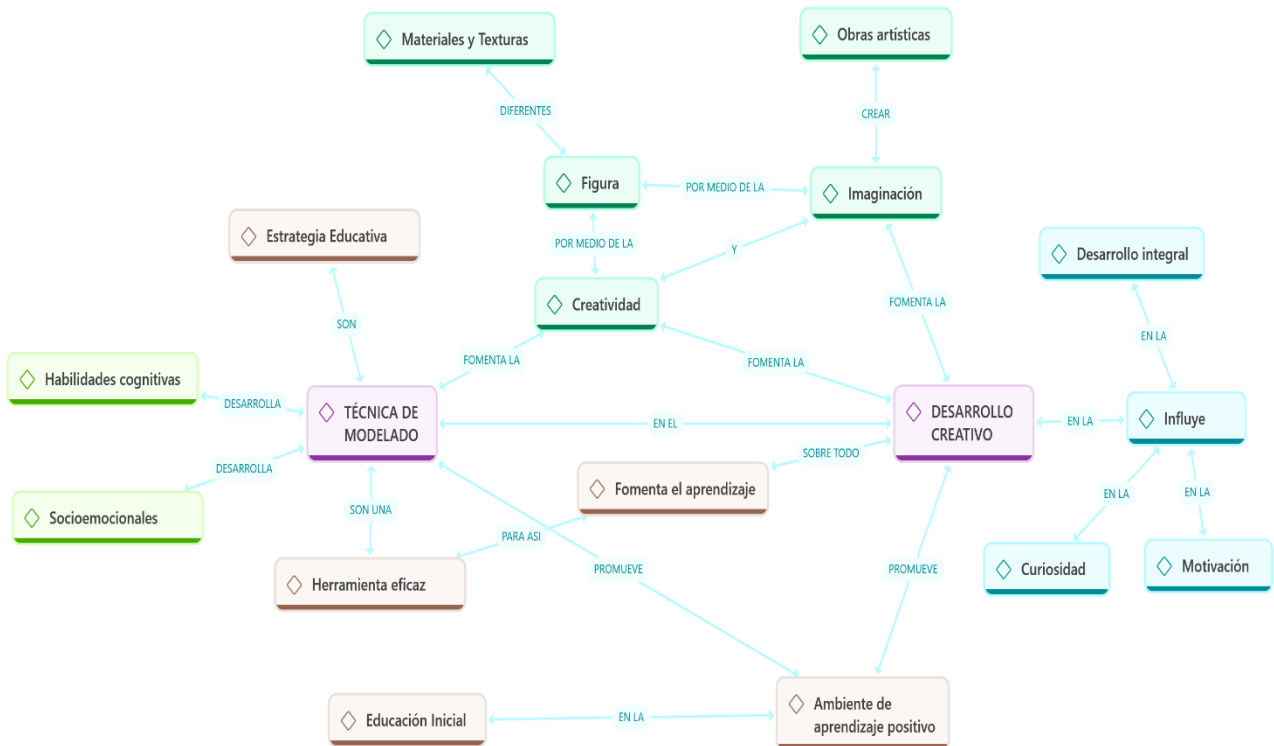 Obras artísticas
Materiales y Texturas
DIFERENTES
CREAR
Figura
POR MEDIO DE LA
Imaginación
Estrategia Educativa
POR MEDIO DE LA
Y
Desarrollo integral
Creatividad
FOMENTA LA
SON
EN LA
FOMENTA LA
FOMENTA LA
Habilidades cognitivas
DESARROLLA
TÉCNICA DE
MODELADO
EN EL
DESARROLLO
CREATIVO
EN LA
Influye
SOBRE TODO
DESARROLLA
Fomenta el aprendizaje
EN LA
EN LA
Socioemocionales
SON UNA
PARA ASI
PROMUEVE
PROMUEVE
Curiosidad
Motivación
Herramienta eficaz
Educación Inicial
EN LA
Ambiente de
aprendizaje positivo